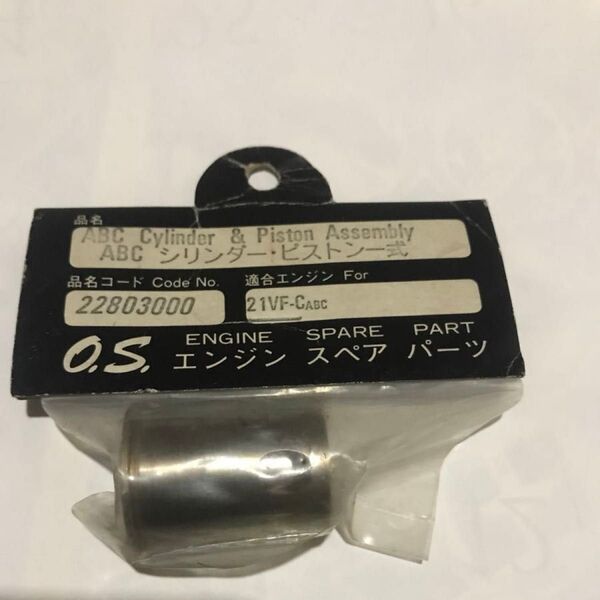 品名
ABC Cylinder & Piston Assembly
ABC シリンダー・ピストン一式
品名コード Code No.
22803000
適合エンジン For
21VF-CABC
O.S. ENGINE SPARE PART
エンジン スペア パーツ